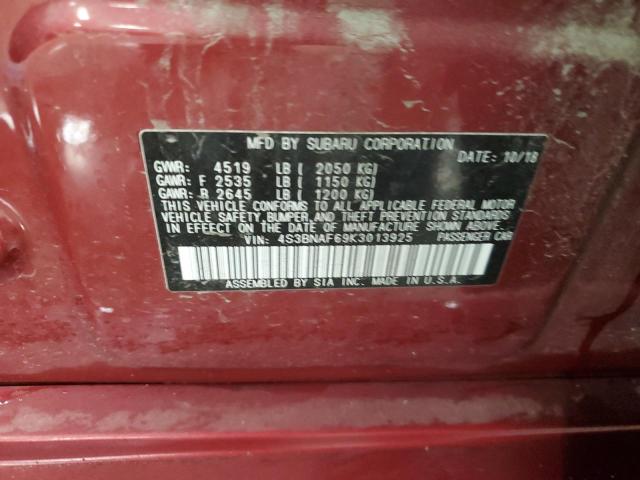 MFD BY SUBARU CORPORATION
DATE: 10/18
GVWR: 4519 LB ( 2050 KG)
GAWR: F 2535 LB ( 1150 KG)
GAWR: R 2645 LB ( 1200 KG)
THIS VEHICLE CONFORMS TO ALL APPLICABLE FEDERAL MOTOR
VEHICLE SAFETY, BUMPER, AND THEFT PREVENTION STANDARDS
IN EFFECT ON THE DATE OF MANUFACTURE SHOWN ABOVE.
VIN: 4S3BNAF69K3013925 PASSENGER CAR
ASSEMBLED BY SIA INC. MADE IN U.S.A.